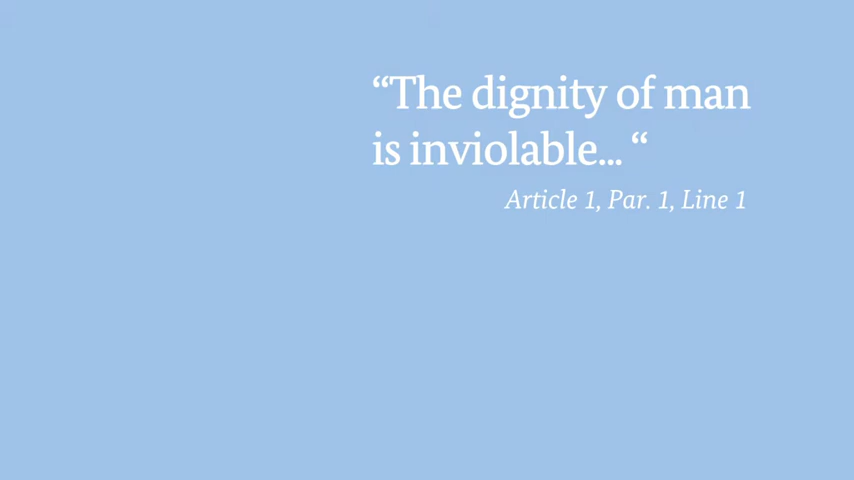 “The dignity of man
is inviolable... “
Article 1, Par. 1, Line 1